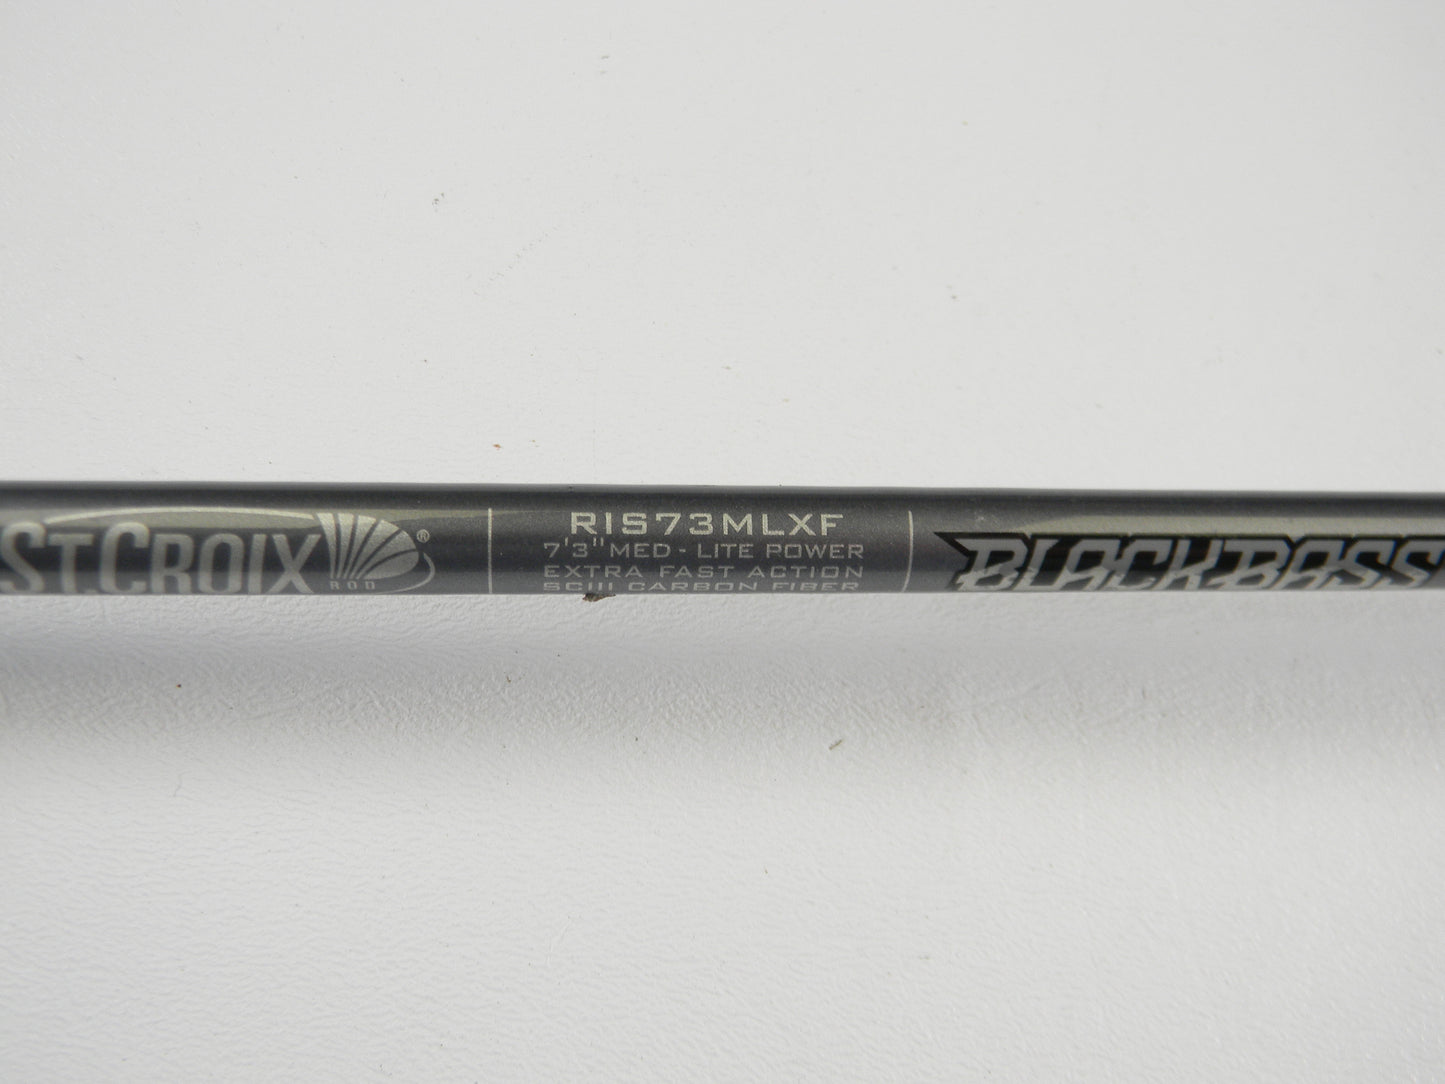 ST.CROIX®
ROD
RIS73MLXF
7'3" MED - LITE POWER
EXTRA FAST ACTION
SCIII CARBON FIBER
BLACKBASS